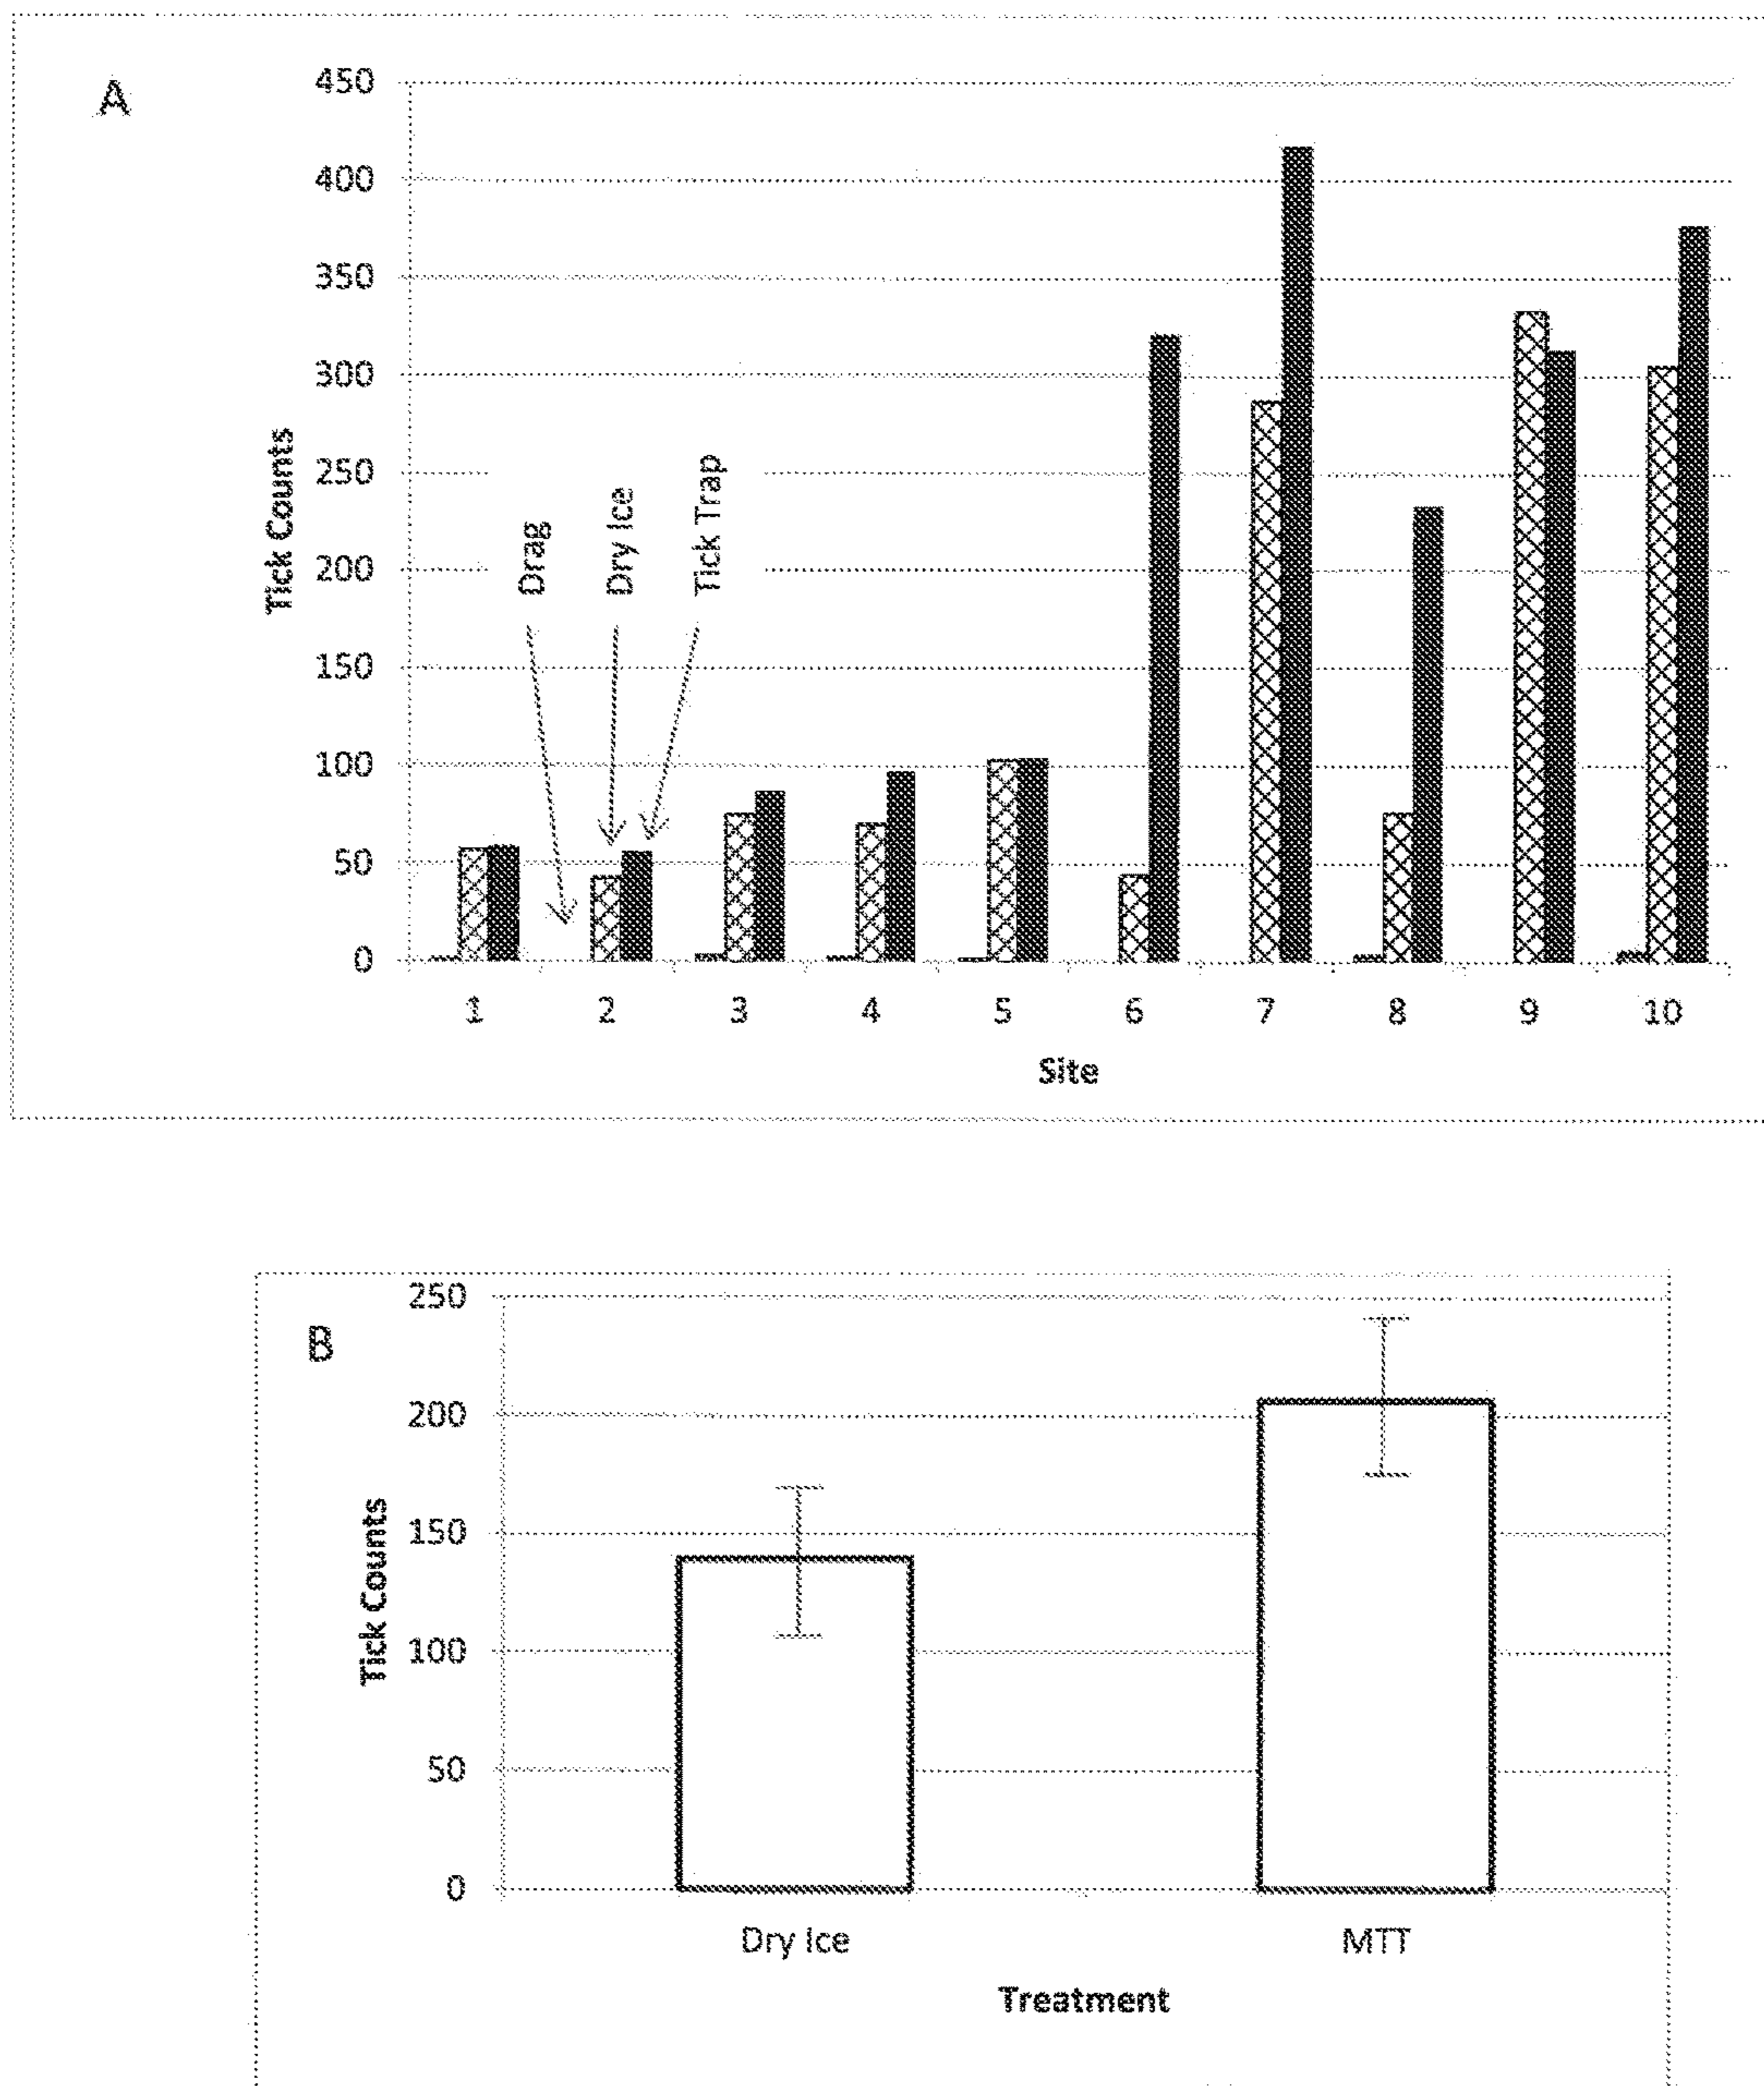 A
450
400
350
300
250
200
150
100
50
0
Tick Counts
Drag
Dry Ice
Tick Trap
1 2 3 4 5 6 7 8 9 10
Site
B
250
200
150
100
50
0
Tick Counts
Dry Ice MTT
Treatment